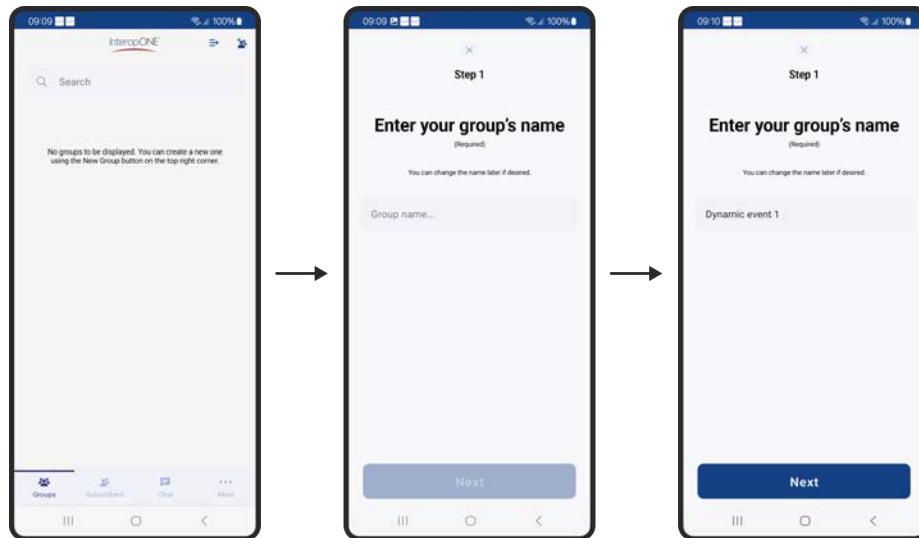 09:09 100%
InteropONE
Search
No groups to be displayed. You can create a new one
using the New Group button on the top right corner.
Groups Subscribers Chat More
09:09 100%
Step 1
Enter your group's name
(Required)
You can change the name later if desired.
Group name...
Next
09:10 100%
Step 1
Enter your group's name
(Required)
You can change the name later if desired.
Dynamic event 1
Next